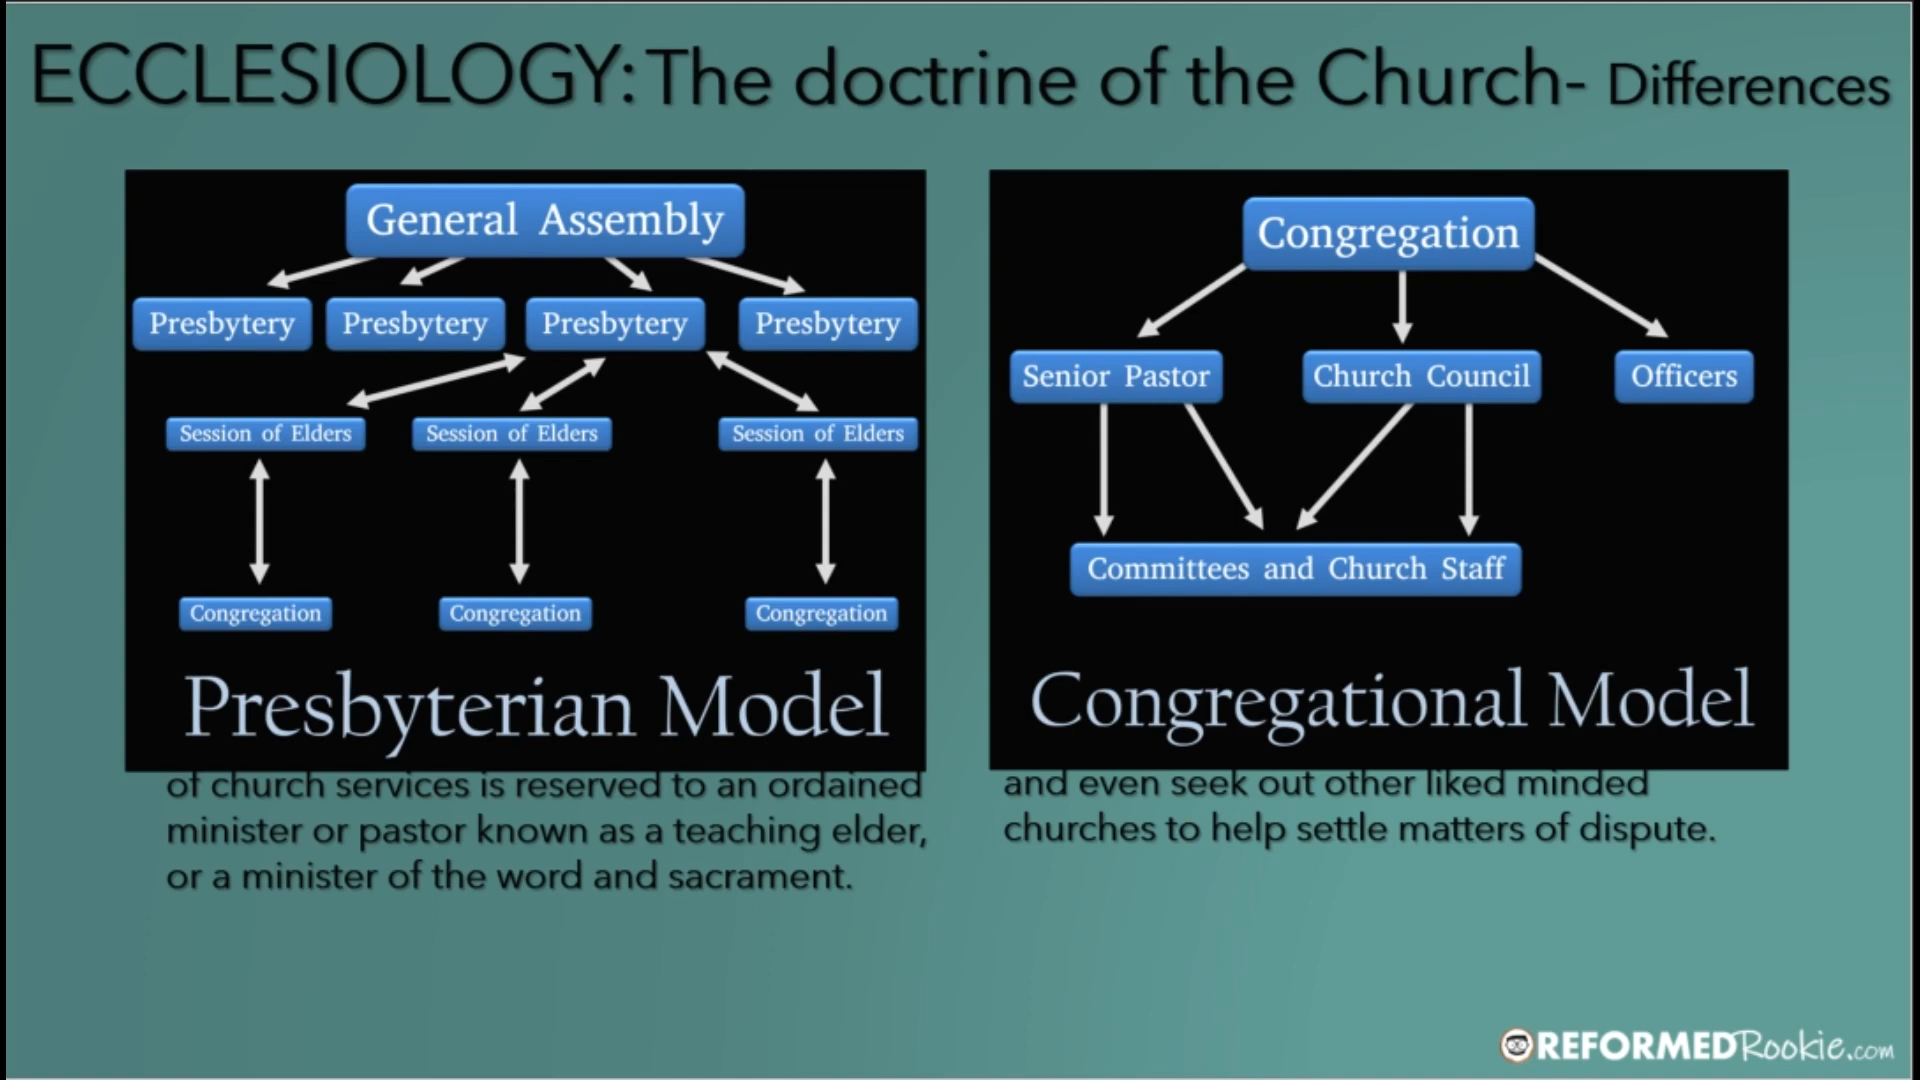 ECCLESIOLOGY: The doctrine of the Church- Differences
General Assembly
Presbytery Presbytery Presbytery Presbytery
Session of Elders Session of Elders Session of Elders
Congregation Congregation Congregation
Presbyterian Model
of church services is reserved to an ordained
minister or pastor known as a teaching elder,
or a minister of the word and sacrament.
Congregation
Senior Pastor Church Council Officers
Committees and Church Staff
Congregational Model
and even seek out other liked minded
churches to help settle matters of dispute.
REFORMEDRookie.com